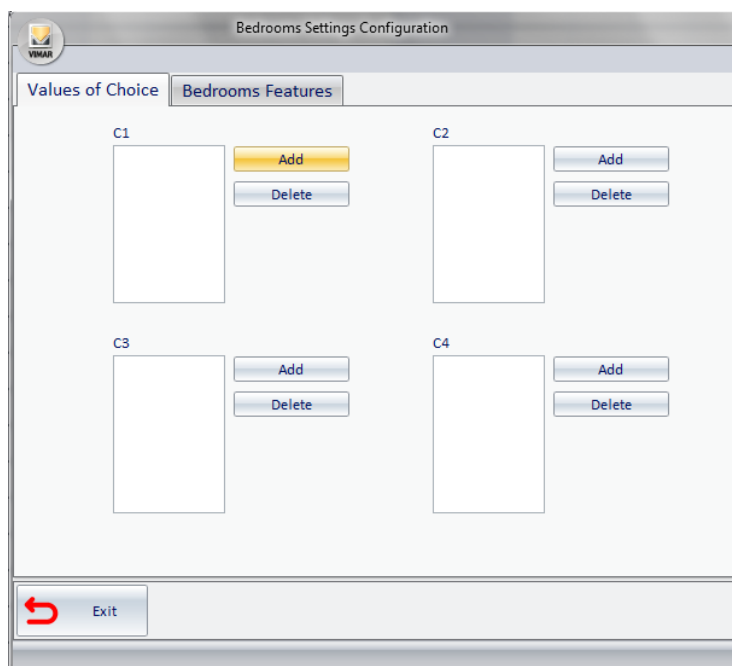 Bedrooms Settings Configuration
VIMAR
Values of Choice Bedrooms Features
C1 C2
Add Add
Delete Delete
C3 C4
Add Add
Delete Delete
Exit